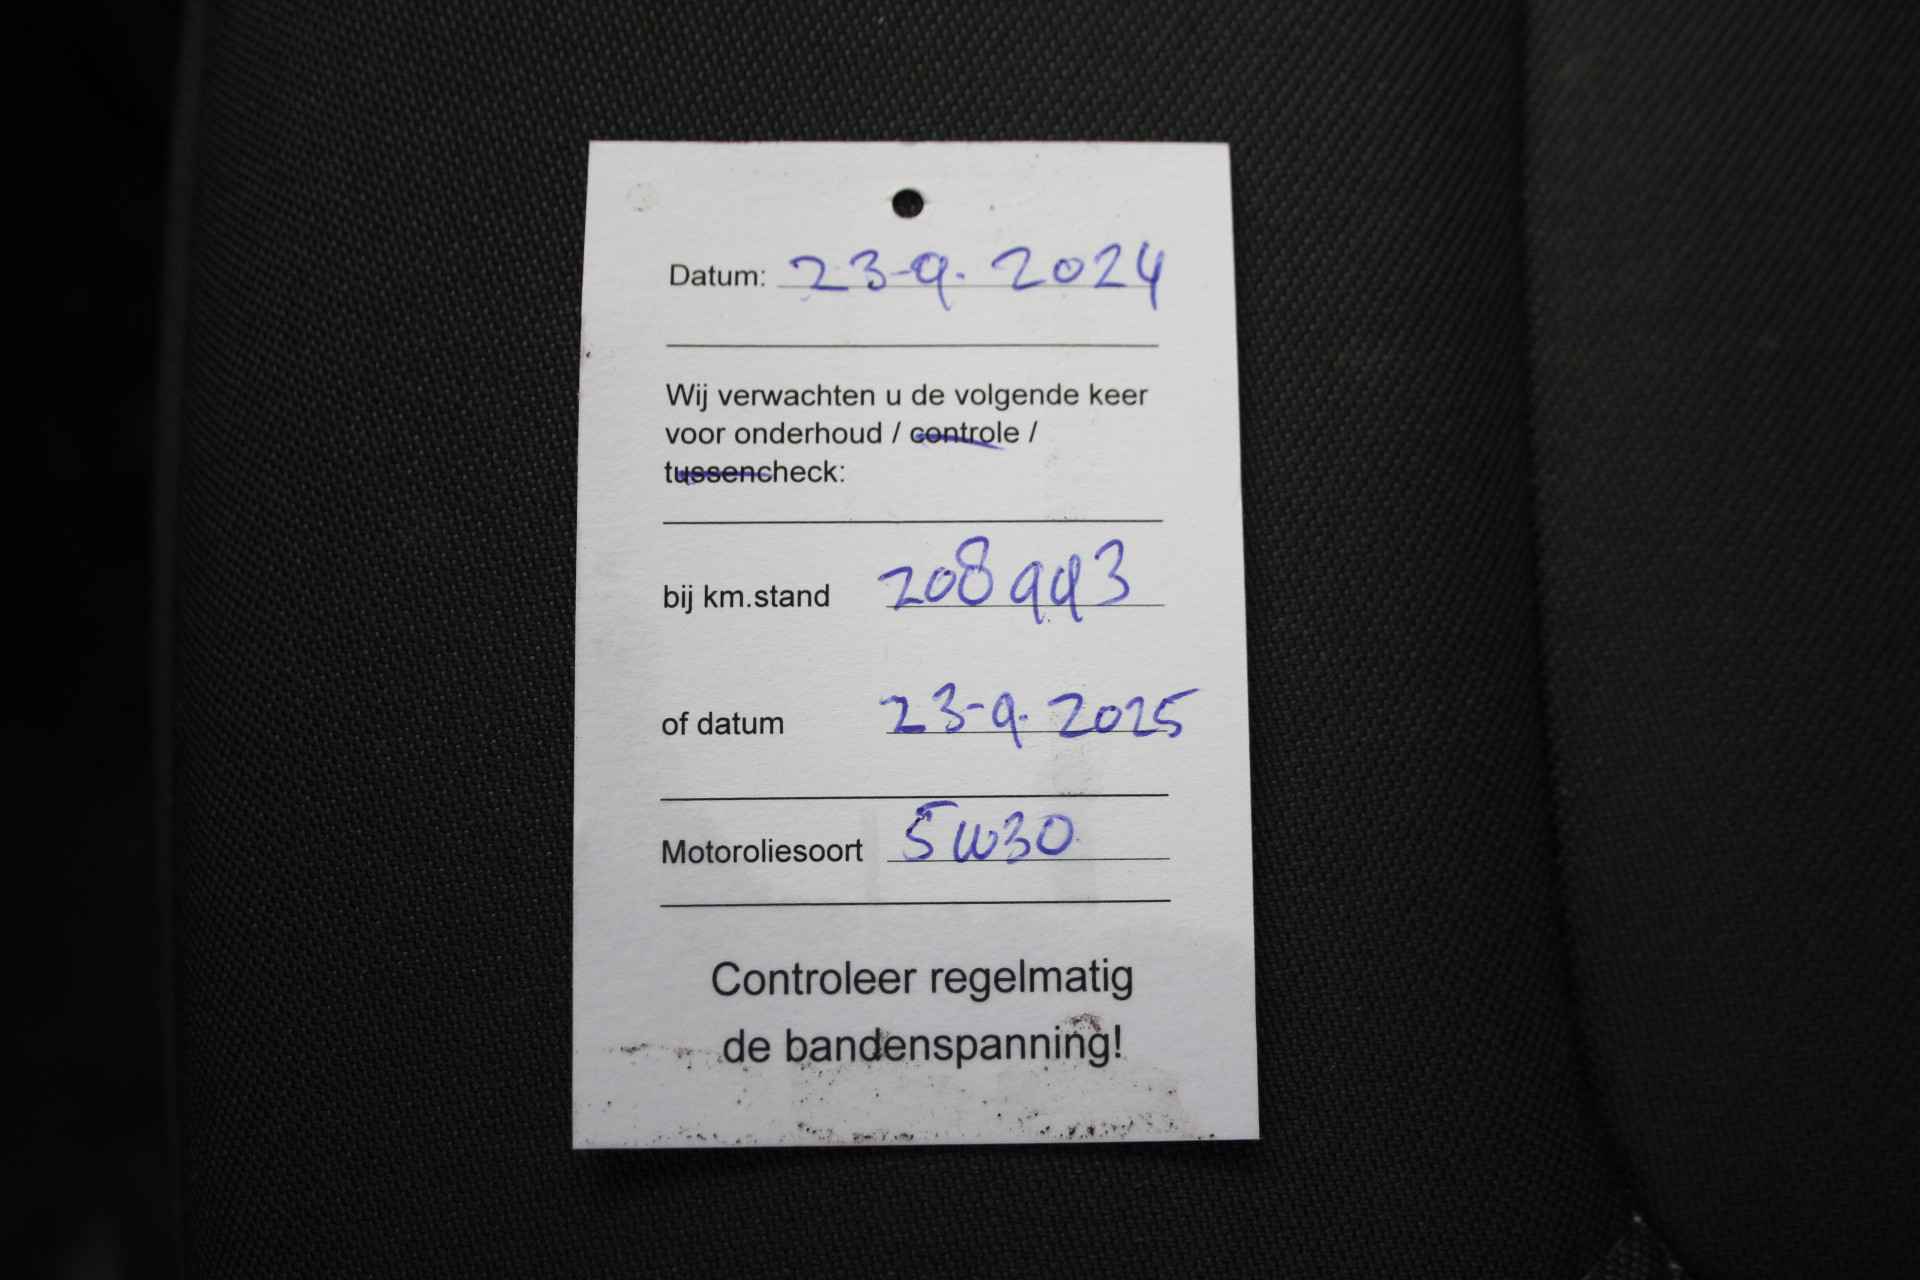 Datum: 23-9-2024
Wij verwachten u de volgende keer
voor onderhoud / controle /
tussencheck:
bij km.stand 208993
of datum 23-9-2025
Motoroliesoort 5W30
Controleer regelmatig
de bandenspanning!